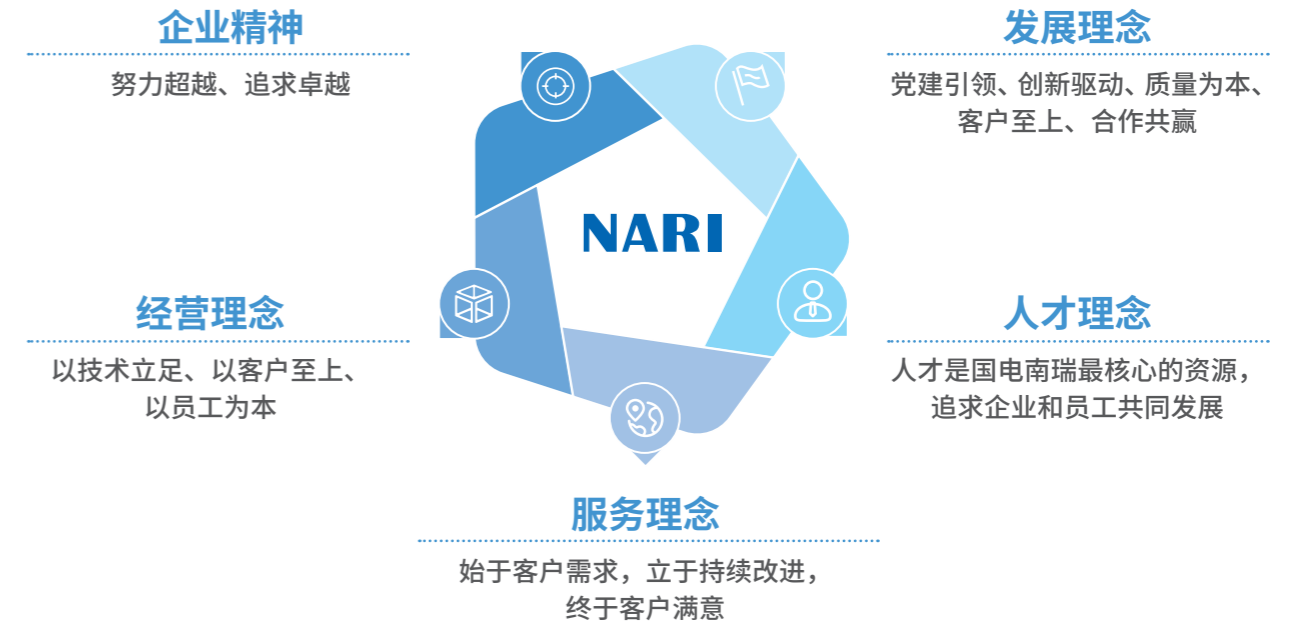 企业精神
努力超越、追求卓越
发展理念
党建引领、创新驱动、质量为本、
客户至上、合作共赢
NARI
经营理念
以技术立足、以客户至上、
以员工为本
人才理念
人才是国电南瑞最核心的资源，
追求企业和员工共同发展
服务理念
始于客户需求，立于持续改进，
终于客户满意